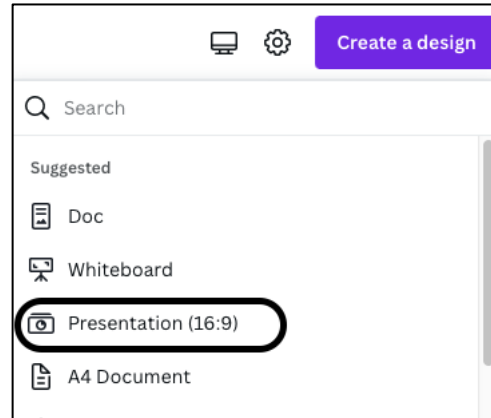 Create a design
Search
Suggested
Doc
Whiteboard
Presentation (16:9)
A4 Document